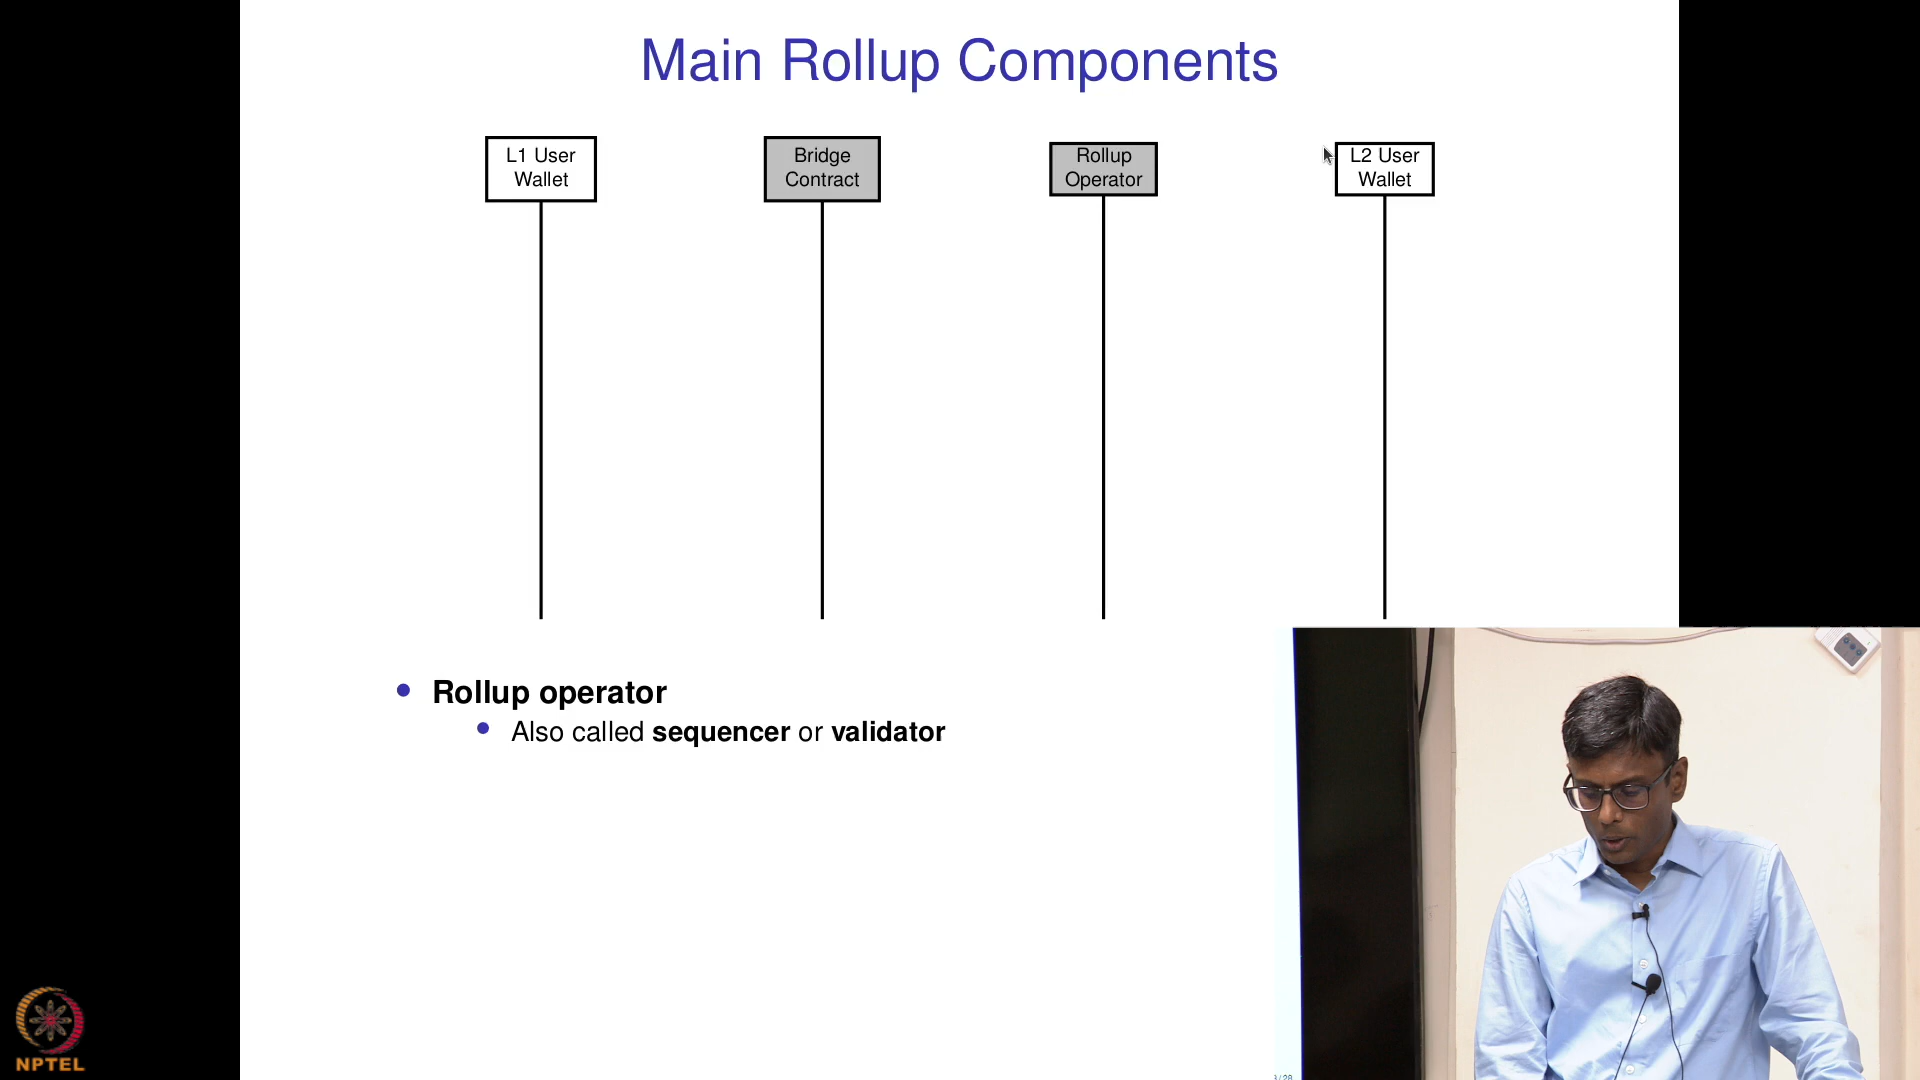 Main Rollup Components
L1 User
Wallet
Bridge
Contract
Rollup
Operator
L2 User
Wallet
Rollup operator
Also called sequencer or validator
NPTEL